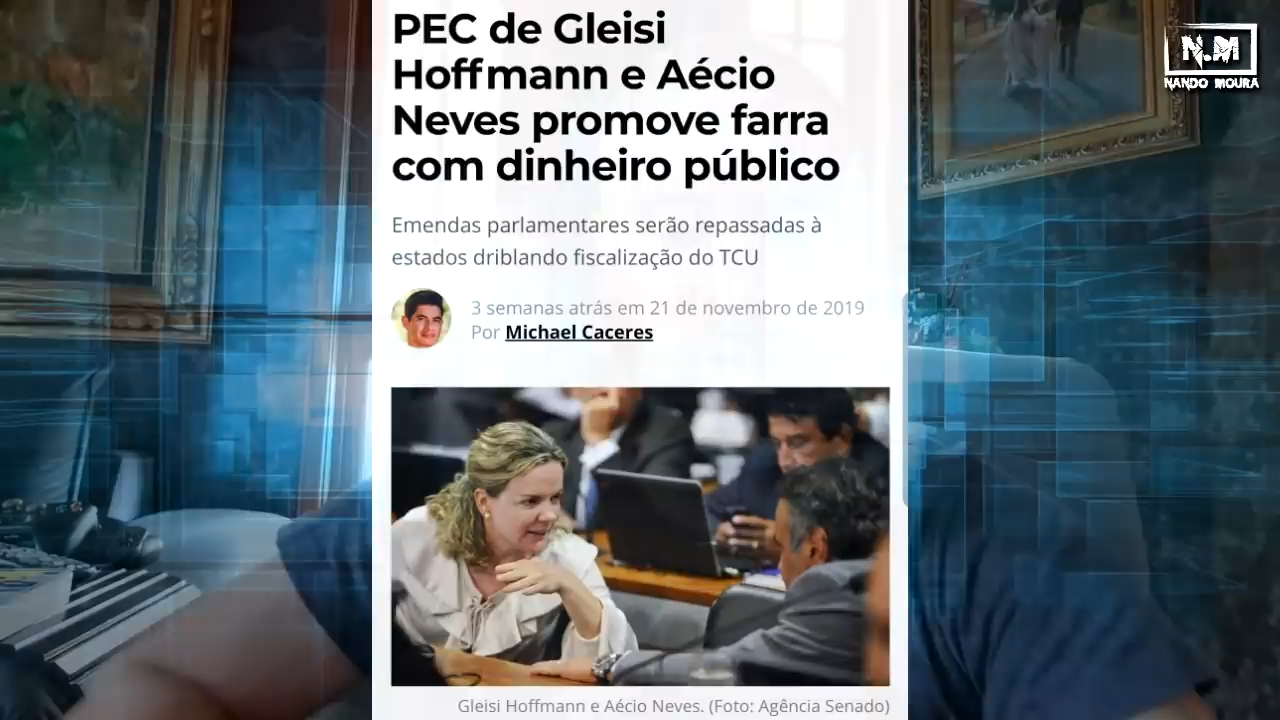 PEC de Gleisi
Hoffmann e Aécio
Neves promove farra
com dinheiro público
Emendas parlamentares serão repassadas à
estados driblando fiscalização do TCU
3 semanas atrás em 21 de novembro de 2019
Por Michael Caceres
Gleisi Hoffmann e Aécio Neves. (Foto: Agência Senado)
N.M
NANDO MOURA